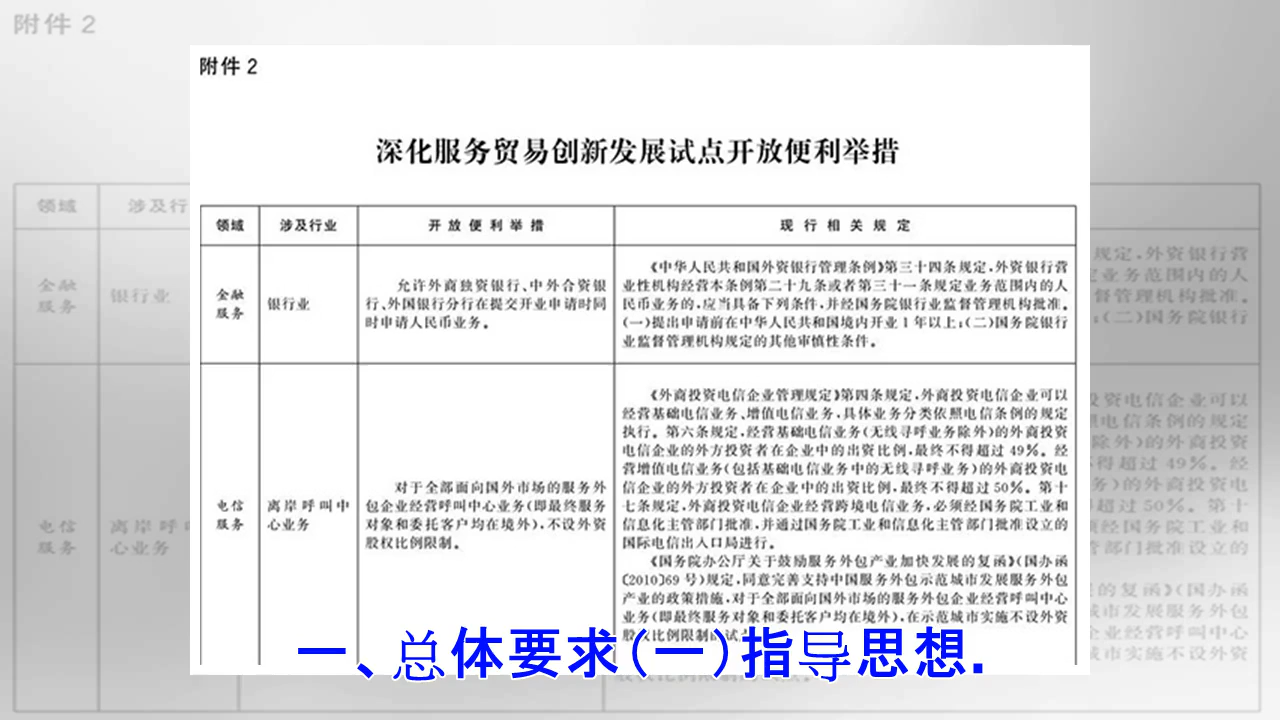 附件 2
附件 2
深化服务贸易创新发展试点开放便利举措
领域
涉及行业
开放便利举措
现行相关规定
金融
服务
银行业
允许外商独资银行、中外合资银
行、外国银行分行在提交开业申请时同
时申请人民币业务。
《中华人民共和国外资银行管理条例》第三十四条规定,外资银行营
业性机构经营本条例第二十九条或者第三十一条规定业务范围内的人
民币业务的,应当具备下列条件,并经国务院银行业监督管理机构批准。
(一)提出申请前在中华人民共和国境内开业1年以上;(二)国务院银行
业监督管理机构规定的其他审慎性条件。
电信
服务
离岸呼叫中
心业务
对于全部面向国外市场的服务外
包企业经营呼叫中心业务(即最终服务
对象和委托客户均在境外),不设外资
股权比例限制。
《外商投资电信企业管理规定》第四条规定,外商投资电信企业可以
经营基础电信业务、增值电信业务,具体业务分类依照电信条例的规定
执行。第六条规定,经营基础电信业务(无线寻呼业务除外)的外商投资
电信企业的外方投资者在企业中的出资比例,最终不得超过49%。经
营增值电信业务(包括基础电信业务中的无线寻呼业务)的外商投资电
信企业的外方投资者在企业中的出资比例,最终不得超过50%。第十
七条规定,外商投资电信企业经营跨境电信业务,必须经国务院工业和
信息化主管部门批准,并通过国务院工业和信息化主管部门批准设立的
国际电信出入口局进行。
《国务院办公厅关于鼓励服务外包产业加快发展的复函》(国办函
〔2010〕69号)规定,同意完善支持中国服务外包示范城市发展服务外包
产业的政策措施,对于全部面向国外市场的服务外包企业经营呼叫中心
业务(即最终服务对象和委托客户均在境外),在示范城市实施不设外资
股权比例限制的试点
一、总体要求(一)指导思想.